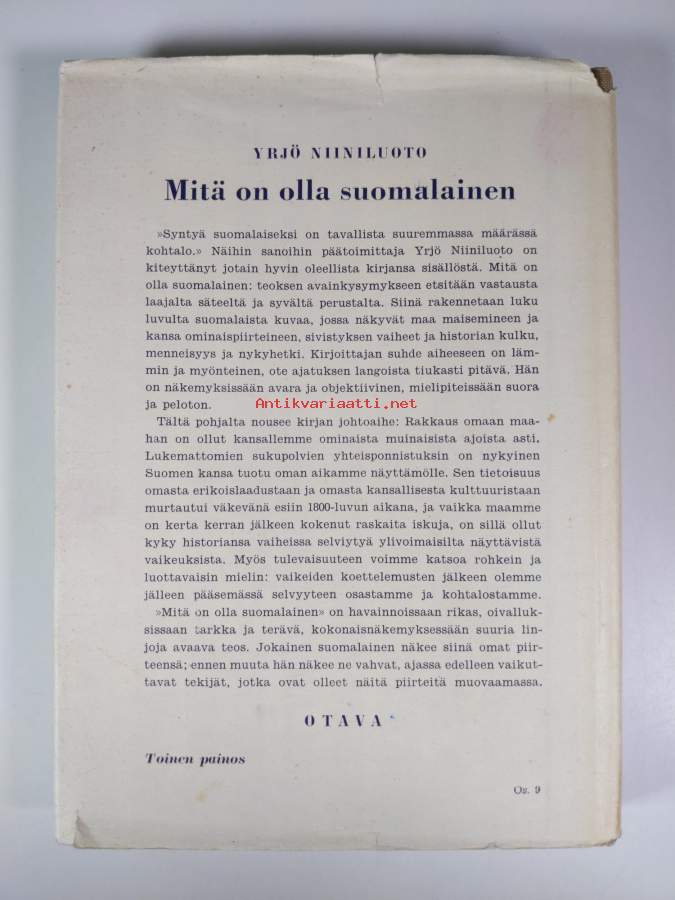 YRJÖ NIINILUOTO
Mitä on olla suomalainen
»Syntyä suomalaiseksi on tavallista suuremmassa määrässä
kohtalo.» Näihin sanoihin päätoimittaja Yrjö Niiniluoto on
kiteyttänyt jotain hyvin oleellista kirjansa sisällöstä. Mitä on
olla suomalainen: teoksen avainkysymykseen etsitään vastausta
laajalta säteeltä ja syvältä perustalta. Siinä rakennetaan luku
luvulta suomalaista kuvaa, jossa näkyvät maa maisemineen ja
kansa ominaispiirteineen, sivistyksen vaiheet ja historian kulku,
menneisyys ja nykyhetki. Kirjoittajan suhde aiheeseen on läm-
min ja myönteinen, ote ajatuksen langoista tiukasti pitävä. Hän
on näkemyksissään avara ja objektiivinen, mielipiteissään suora
ja peloton.
Antikvariaatti.net
Tältä pohjalta nousee kirjan johtoaihe: Rakkaus omaan maa-
han on ollut kansallemme ominaista muinaisista ajoista asti.
Lukemattomien sukupolvien yhteisponnistuksin on nykyinen
Suomen kansa tuotu oman aikamme näyttämölle. Sen tietoisuus
omasta erikoislaadustaan ja omasta kansallisesta kulttuuristaan
murtautui väkevänä esiin 1800-luvun aikana, ja vaikka maamme
on kerta kerran jälkeen kokenut raskaita iskuja, on sillä ollut
kyky historiansa vaiheissa selviytyä ylivoimaisilta näyttävistä
vaikeuksista. Myös tulevaisuuteen voimme katsoa rohkein ja
luottavaisin mielin: vaikeiden koettelemusten jälkeen olemme
jälleen pääsemässä selvyyteen osastamme ja kohtalostamme.
»Mitä on olla suomalainen» on havainnoissaan rikas, oivalluk-
sissaan tarkka ja terävä, kokonaisnäkemyksessään suuria lin-
joja avaava teos. Jokainen suomalainen näkee siinä omat piir-
teensä; ennen muuta hän näkee ne vahvat, ajassa edelleen vaikut-
tavat tekijät, jotka ovat olleet näitä piirteitä muovaamassa.
OTAVA
Toinen painos
Oz. 9